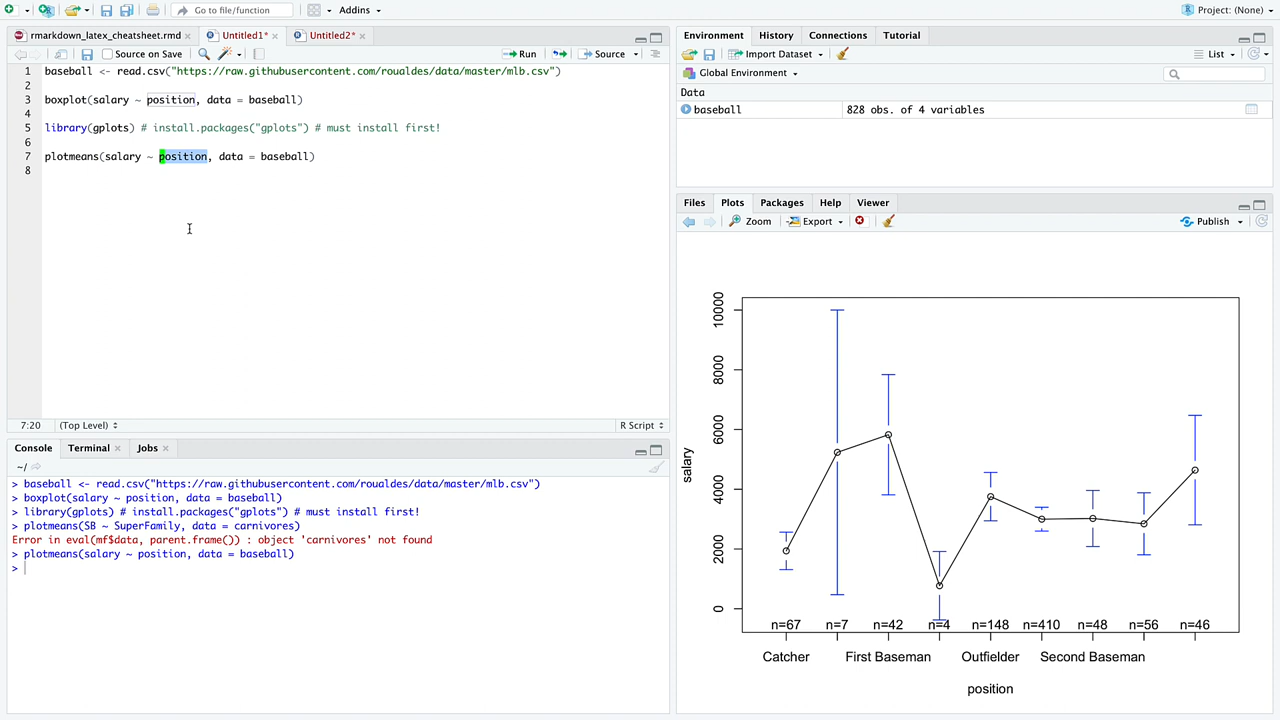 Go to file/function
Addins
Project: (None)
rmarkdown_latex_cheatsheet.rmd
Untitled1*
Untitled2*
Source on Save
Run
Source
1 baseball <- read.csv("https://raw.githubusercontent.com/roualdes/data/master/mlb.csv")
2
3 boxplot(salary ~ position, data = baseball)
4
5 library(gplots) # install.packages("gplots") # must install first!
6
7 plotmeans(salary ~ position, data = baseball)
8
7:20 (Top Level) R Script
Console Terminal Jobs
~/
> baseball <- read.csv("https://raw.githubusercontent.com/roualdes/data/master/mlb.csv")
> boxplot(salary ~ position, data = baseball)
> library(gplots) # install.packages("gplots") # must install first!
> plotmeans(SB ~ SuperFamily, data = carnivores)
Error in eval(mf$data, parent.frame()) : object 'carnivores' not found
> plotmeans(salary ~ position, data = baseball)
>
Environment History Connections Tutorial
Import Dataset List
Global Environment
Data
baseball 828 obs. of 4 variables
Files Plots Packages Help Viewer
Zoom Export Publish
10000
8000
6000
4000
2000
0
salary
n=67 n=7 n=42 n=4 n=148 n=410 n=48 n=56 n=46
Catcher First Baseman Outfielder Second Baseman
position